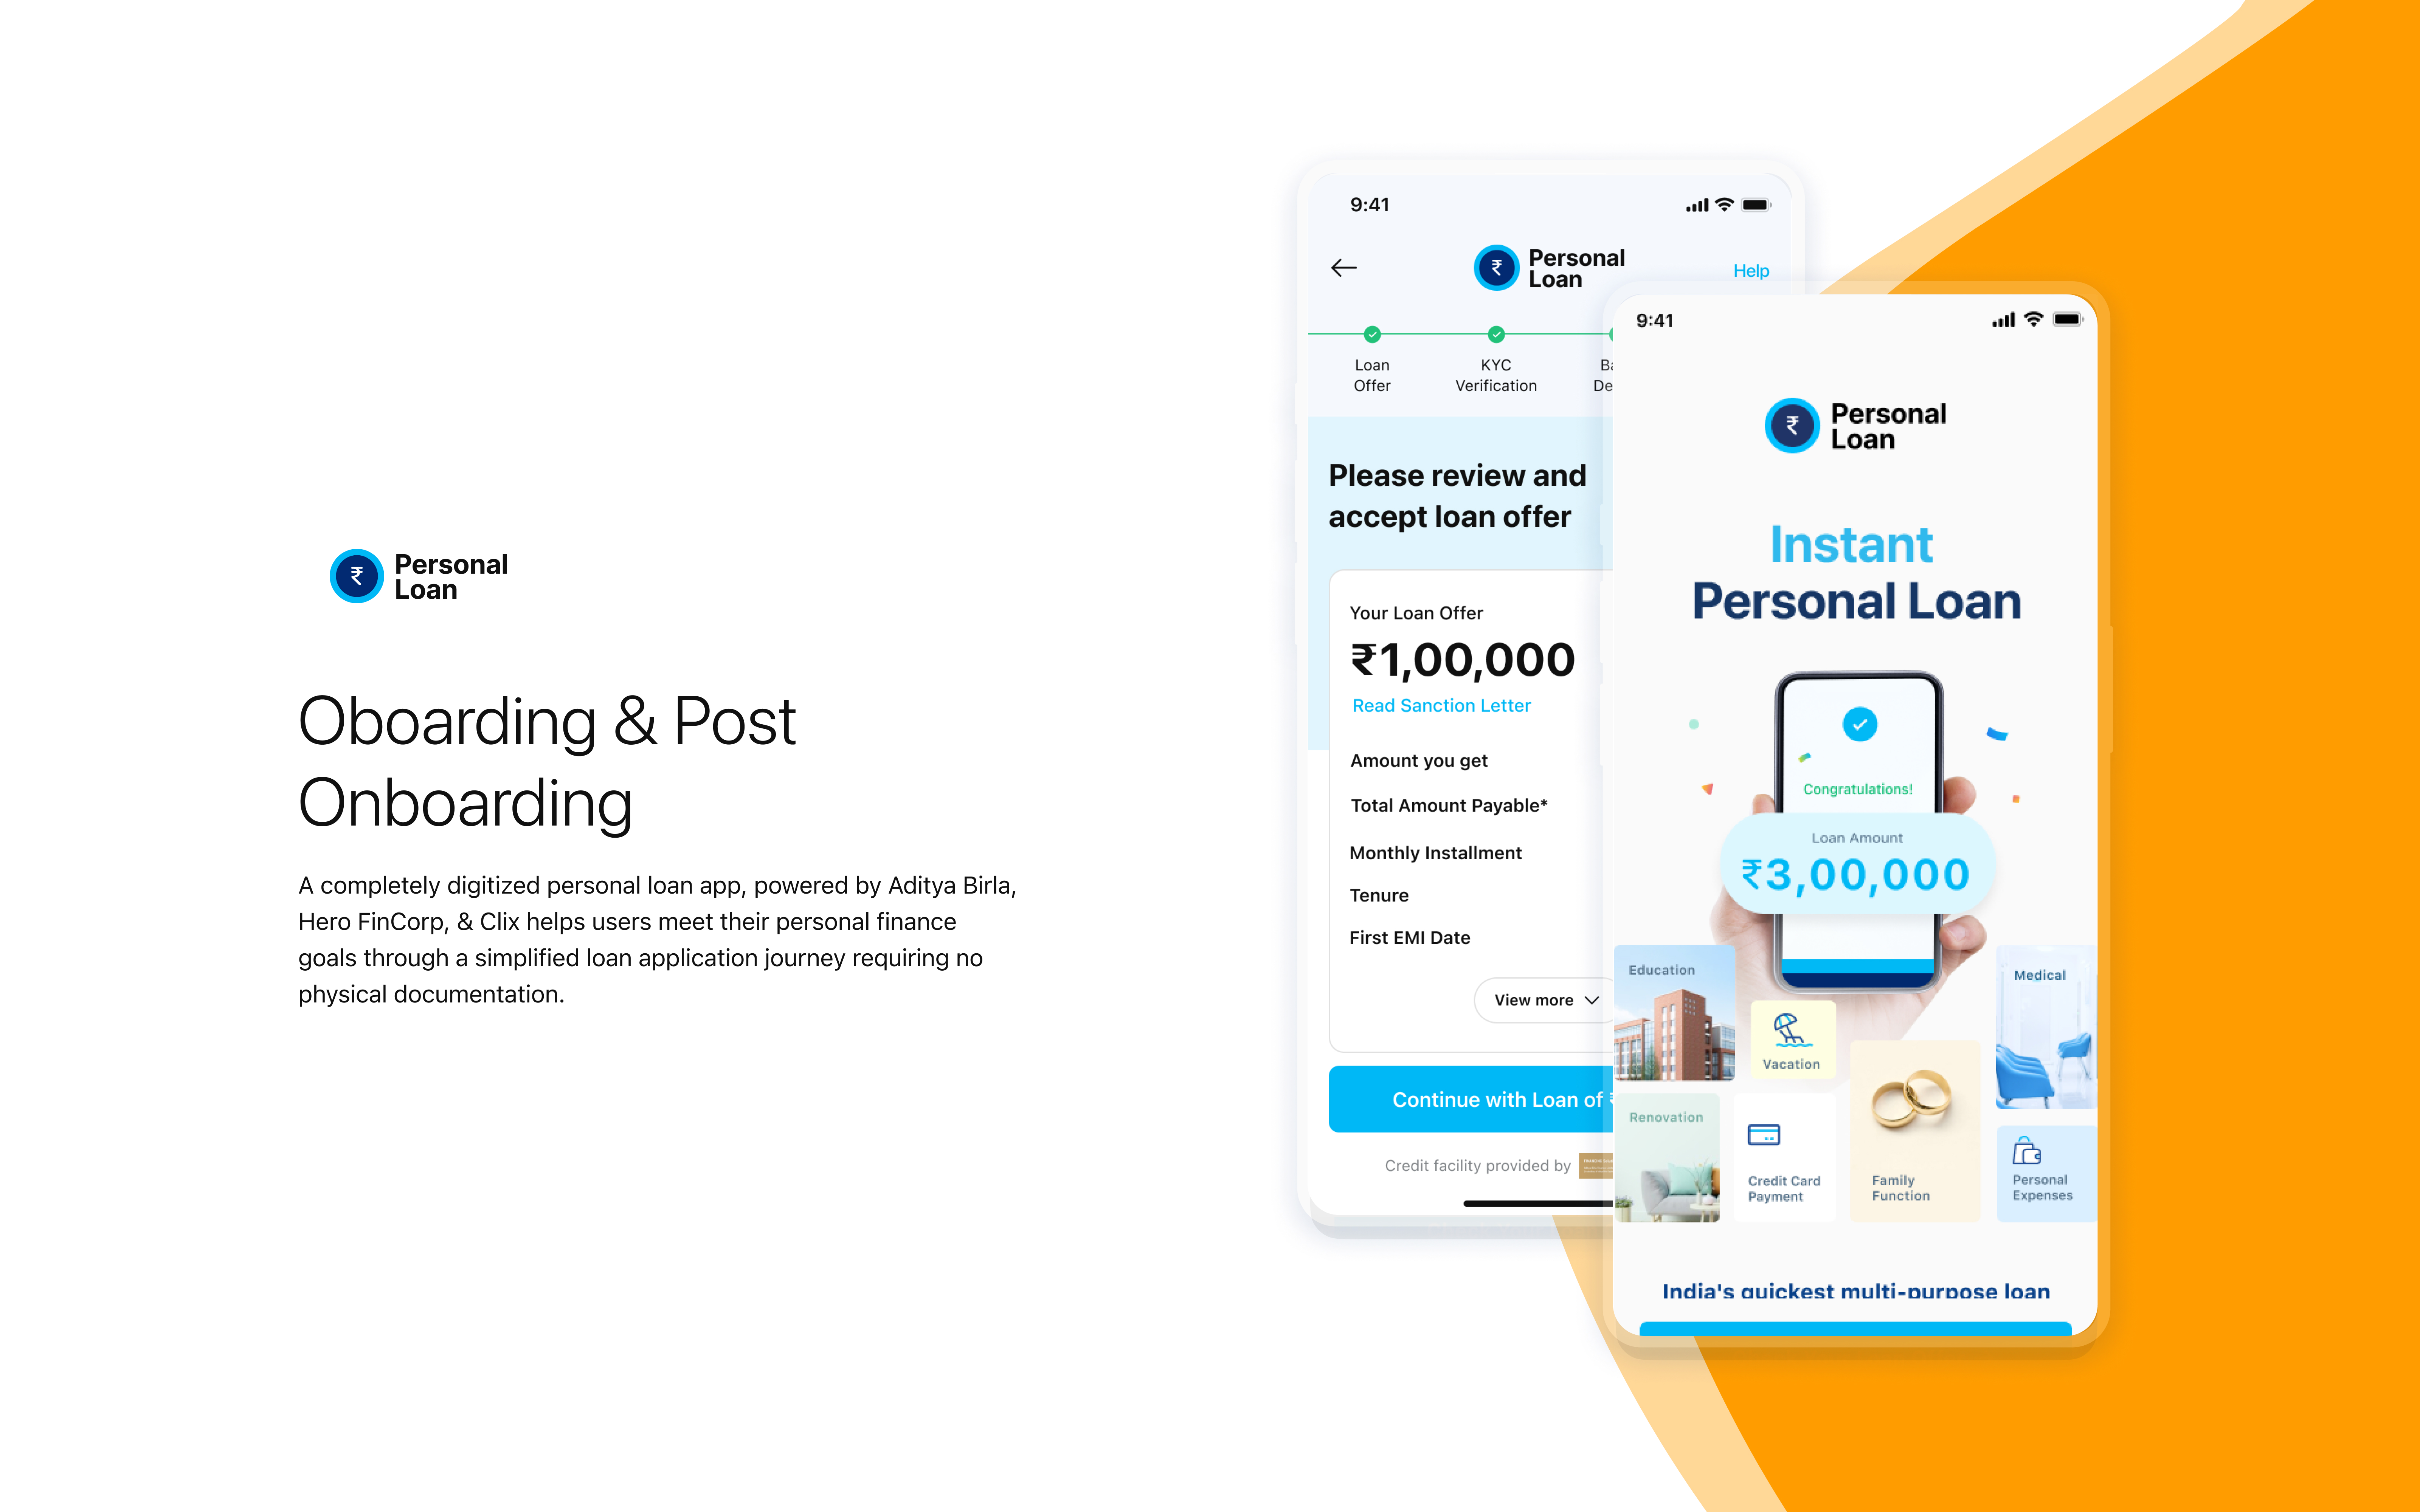 ₹ Personal
Loan
Oboarding & Post
Onboarding
A completely digitized personal loan app, powered by Aditya Birla,
Hero FinCorp, & Clix helps users meet their personal finance
goals through a simplified loan application journey requiring no
physical documentation.
9:41
₹ Personal
Loan
Help
Loan
Offer
KYC
Verification
Please review and
accept loan offer
Your Loan Offer
₹1,00,000
Read Sanction Letter
Amount you get
Total Amount Payable*
Monthly Installment
Tenure
First EMI Date
View more
Continue with Loan of
Credit facility provided by
9:41
₹ Personal
Loan
Instant
Personal Loan
Congratulations!
Loan Amount
₹3,00,000
Education
Medical
Vacation
Renovation
Credit Card
Payment
Family
Function
Personal
Expenses
India's quickest multi-purpose loan